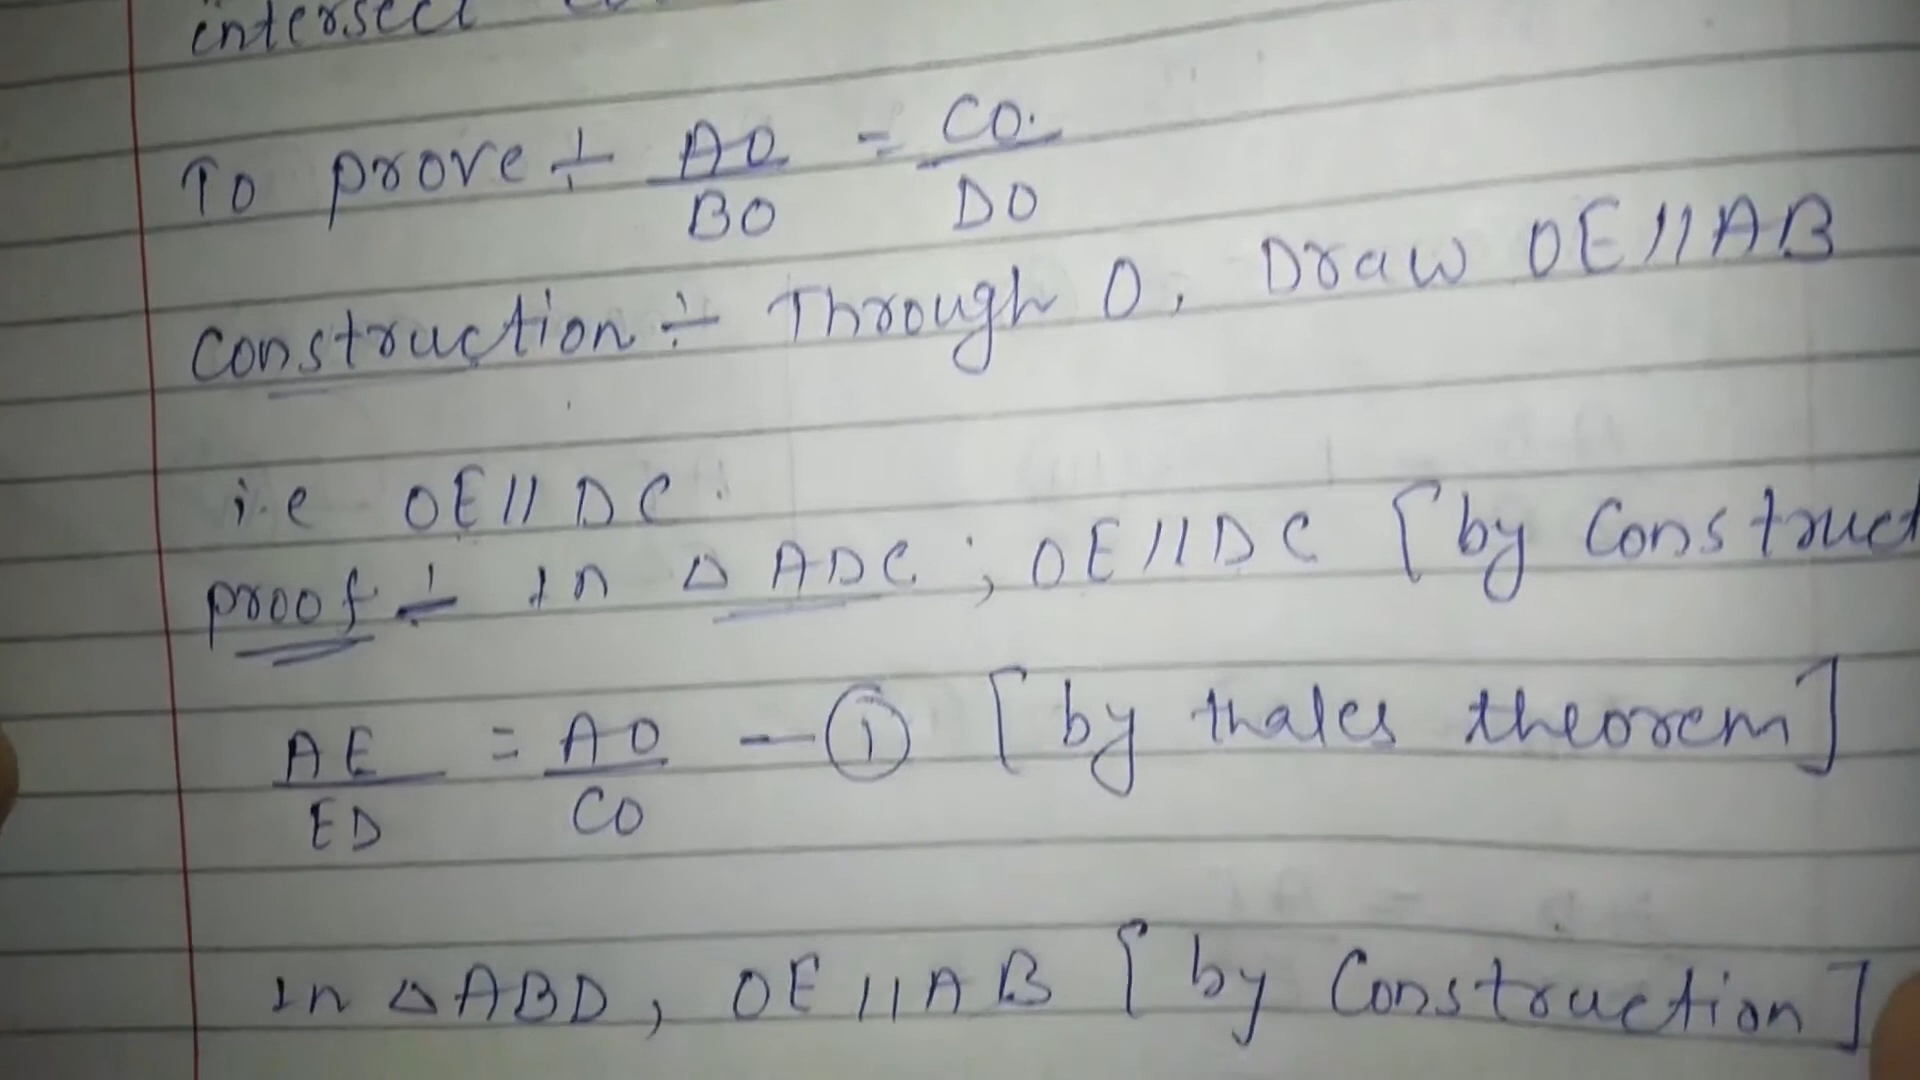 intersect
To prove ÷ AO/BO = CO/DO
Construction ÷ Through O, Draw OE||AB
i.e OE||DC.
proof ÷ In △ADC; OE||DC [by Construct
AE/ED = AO/CO — ① [by thales theorem]
In △ABD, OE||AB [by Construction]